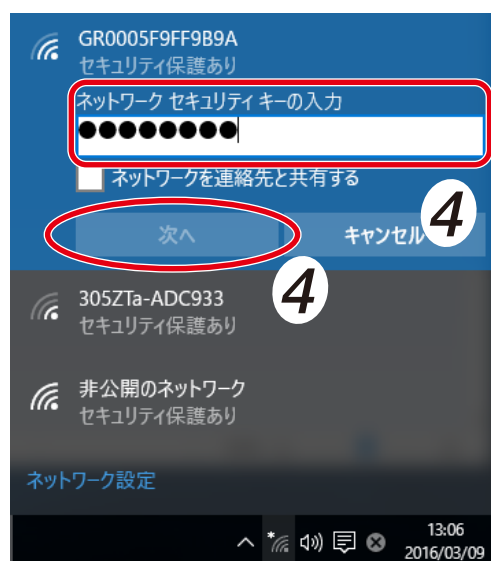 GR0005F9FF9B9A
セキュリティ保護あり
ネットワーク セキュリティ キーの入力
●●●●●●●●
ネットワークを連絡先と共有する
4
次へ
キャンセル
4
305ZTa-ADC933
セキュリティ保護あり
非公開のネットワーク
セキュリティ保護あり
ネットワーク設定
13:06
2016/03/09